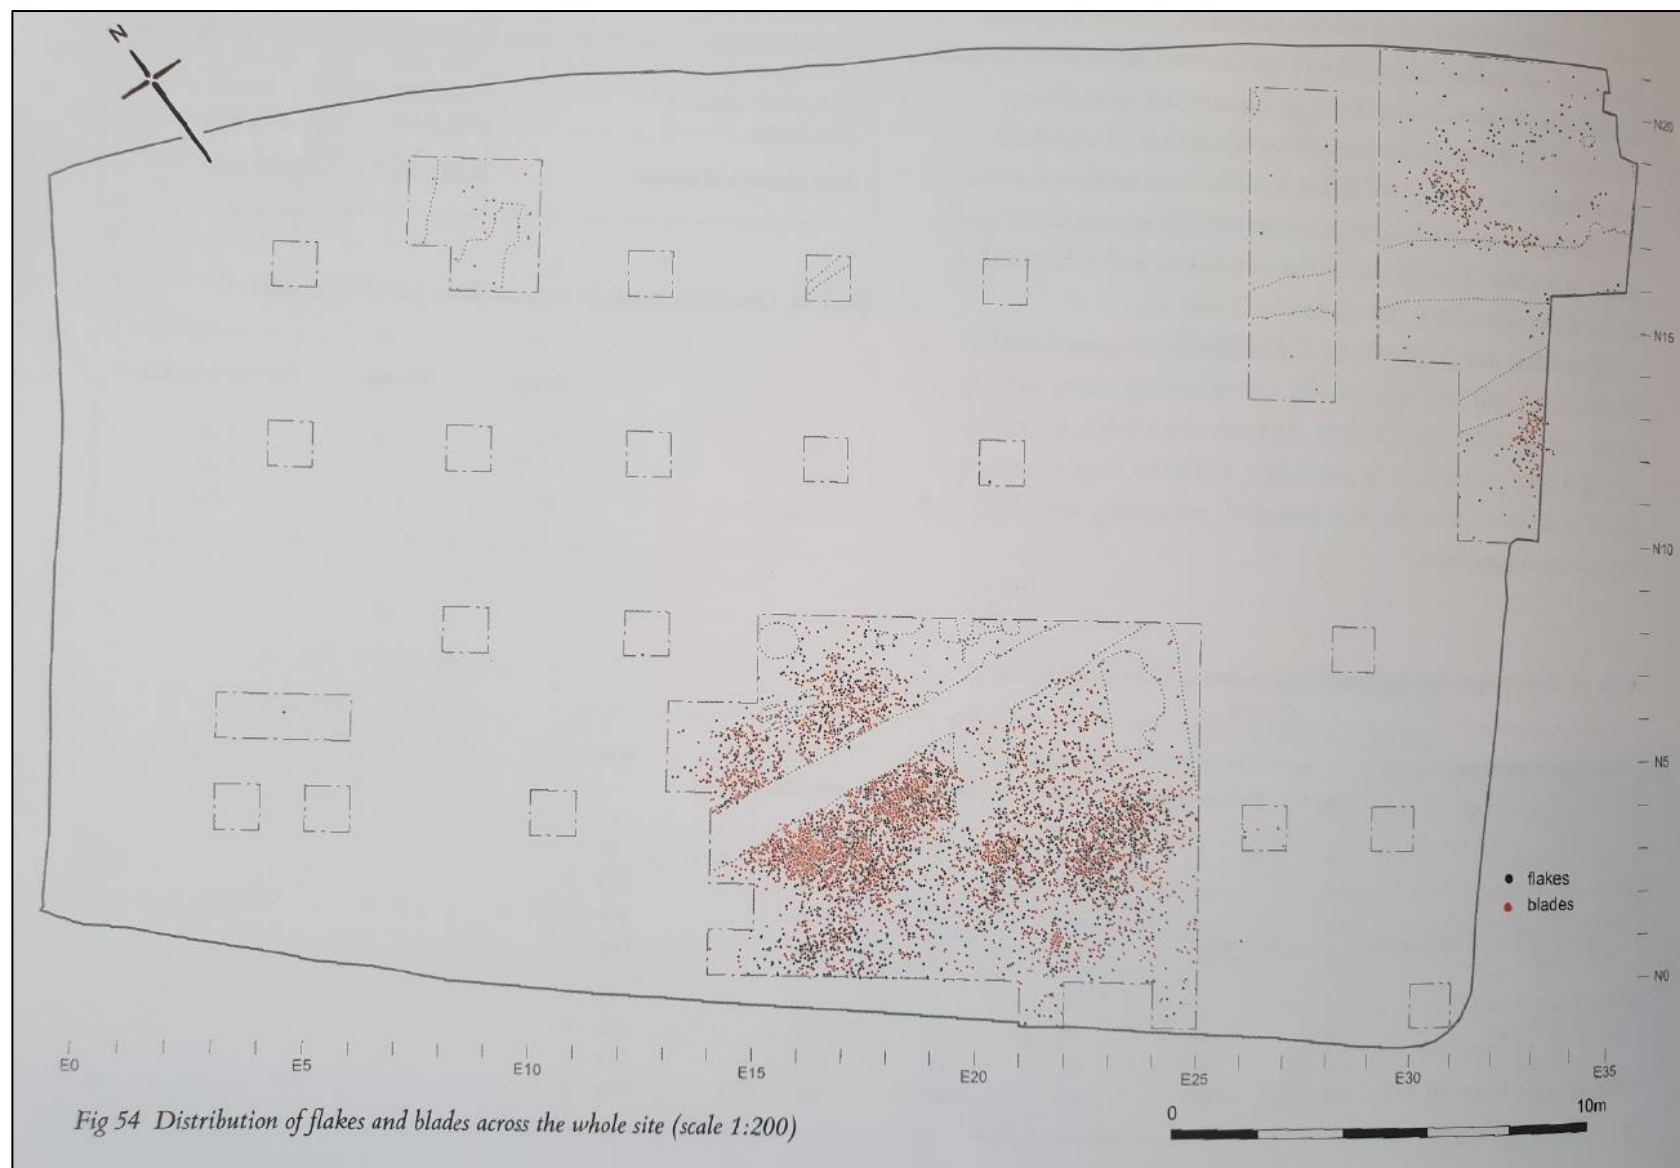 N
N20
N15
N10
N5
N0
flakes
blades
E0
E5
E10
E15
E20
E25
E30
E35
0
10m
Fig 54 Distribution of flakes and blades across the whole site (scale 1:200)